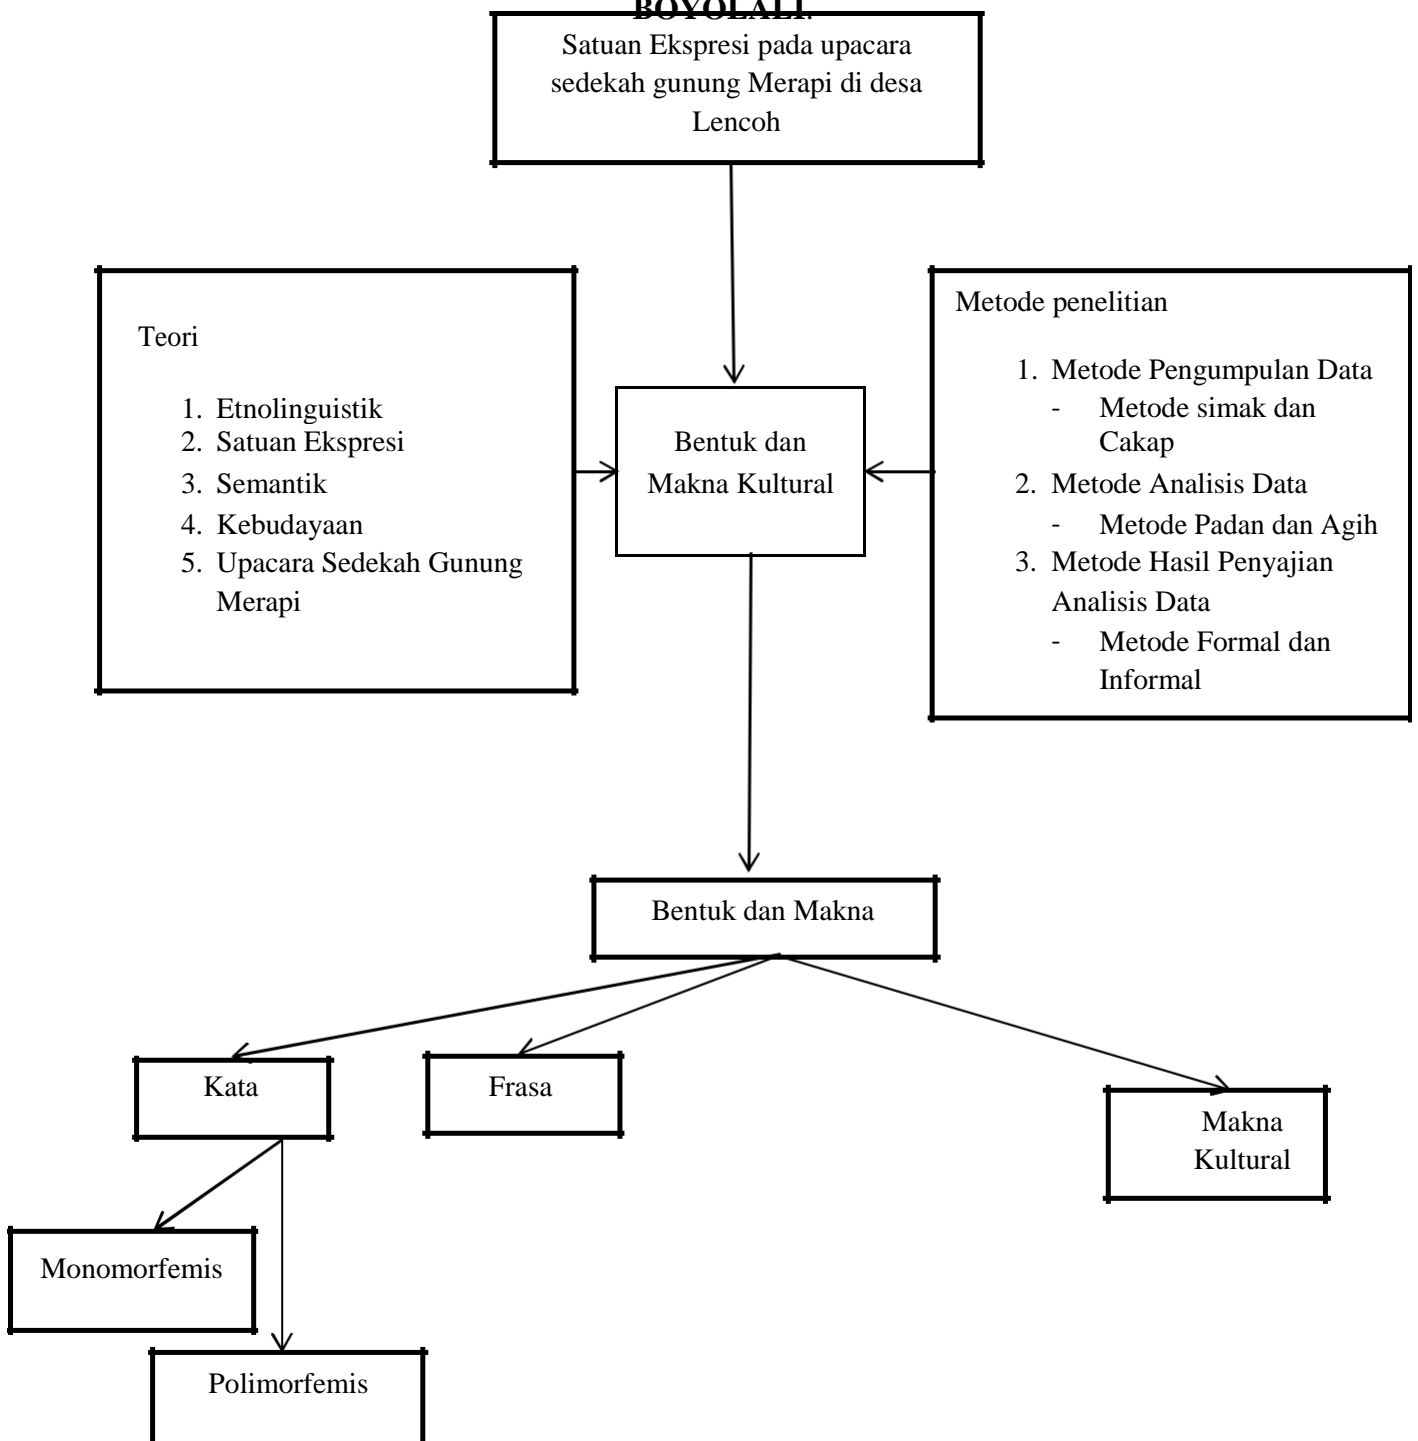 BOYOLALI.
Satuan Ekspresi pada upacara
sedekah gunung Merapi di desa
Lencoh
Teori
1. Etnolinguistik
2. Satuan Ekspresi
3. Semantik
4. Kebudayaan
5. Upacara Sedekah Gunung
Merapi
Bentuk dan
Makna Kultural
Metode penelitian
1. Metode Pengumpulan Data
- Metode simak dan
Cakap
2. Metode Analisis Data
- Metode Padan dan Agih
3. Metode Hasil Penyajian
Analisis Data
- Metode Formal dan
Informal
Bentuk dan Makna
Kata
Frasa
Makna
Kultural
Monomorfemis
Polimorfemis